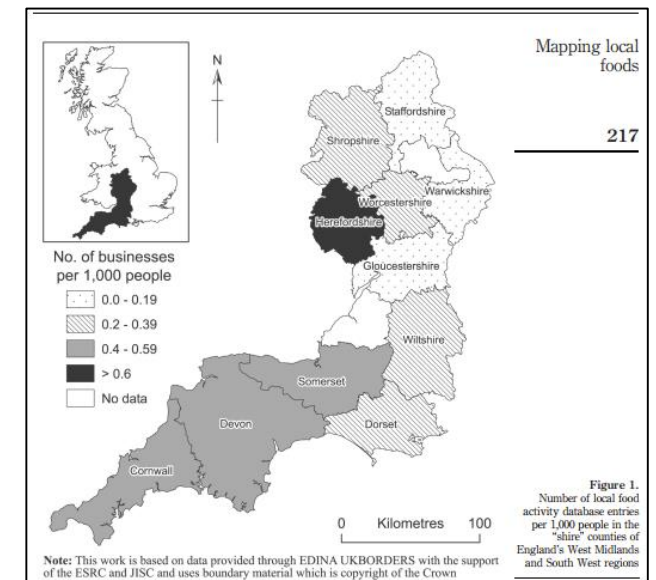 Mapping local
foods
217
N
Staffordshire
Shropshire
Warwickshire
Worcestershire
Herefordshire
Gloucestershire
No. of businesses
per 1,000 people
0.0 - 0.19
0.2 - 0.39
0.4 - 0.59
> 0.6
No data
Wiltshire
Somerset
Devon
Dorset
Cornwall
0 Kilometres 100
Figure 1.
Number of local food
activity database entries
per 1,000 people in the
"shire" counties of
England's West Midlands
and South West regions
Note: This work is based on data provided through EDINA UKBORDERS with the support
of the ESRC and JISC and uses boundary material which is copyright of the Crown